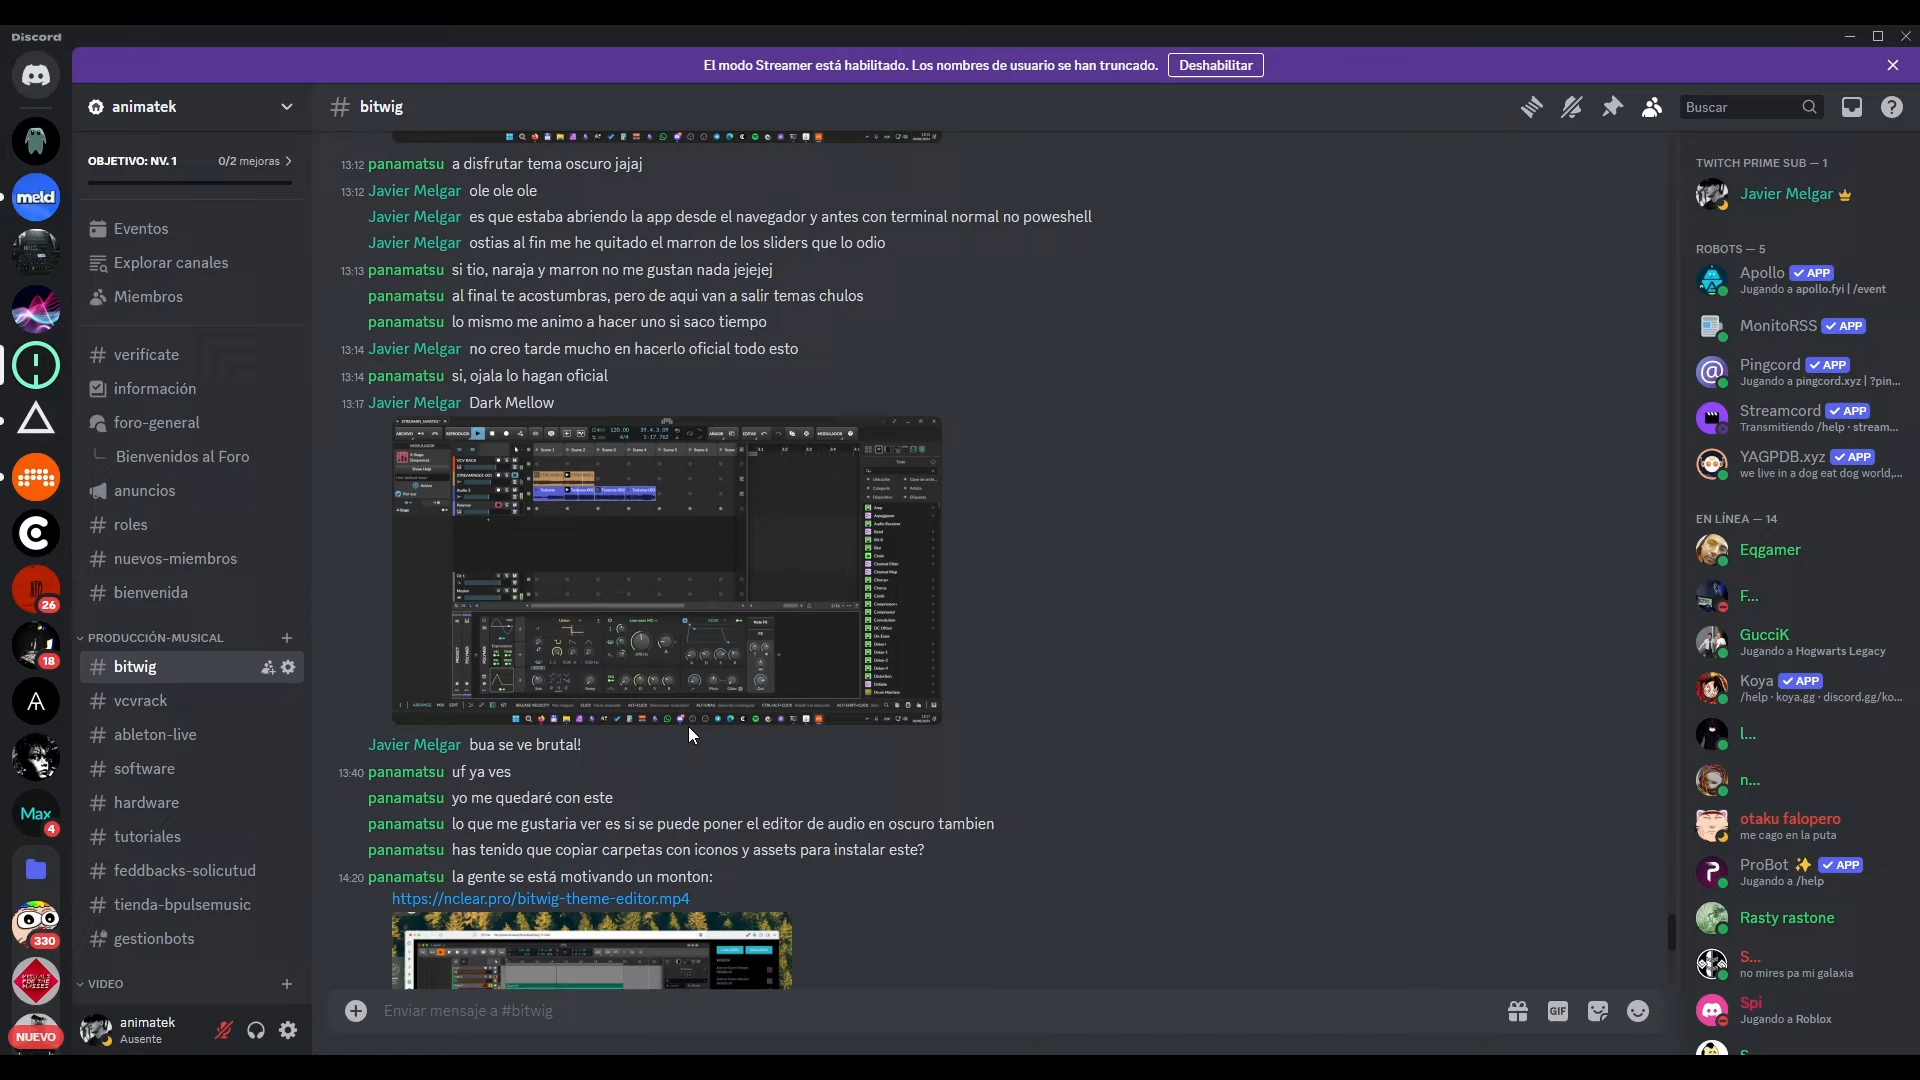 Discord
El modo Streamer está habilitado. Los nombres de usuario se han truncado. Deshabilitar
animatek
# bitwig
Buscar
OBJETIVO: NV. 1 0/2 mejoras
Eventos
Explorar canales
Miembros
verifícate
información
foro-general
Bienvenidos al Foro
anuncios
roles
nuevos-miembros
bienvenida
PRODUCCIÓN-MUSICAL
bitwig
vcvrack
ableton-live
software
hardware
tutoriales
feddbacks-solicutud
tienda-bpulsemusic
gestionbots
VIDEO
animatek
Ausente
meld
26
18
Max
4
330
NUEVO
13:12 panamatsu a disfrutar tema oscuro jajaj
13:12 Javier Melgar ole ole ole
Javier Melgar es que estaba abriendo la app desde el navegador y antes con terminal normal no poweshell
Javier Melgar ostias al fin me he quitado el marron de los sliders que lo odio
13:13 panamatsu si tio, naraja y marron no me gustan nada jejejej
panamatsu al final te acostumbras, pero de aqui van a salir temas chulos
panamatsu lo mismo me animo a hacer uno si saco tiempo
13:14 Javier Melgar no creo tarde mucho en hacerlo oficial todo esto
13:14 panamatsu si, ojala lo hagan oficial
13:17 Javier Melgar Dark Mellow
Javier Melgar bua se ve brutal!
13:40 panamatsu uf ya ves
panamatsu yo me quedaré con este
panamatsu lo que me gustaria ver es si se puede poner el editor de audio en oscuro tambien
panamatsu has tenido que copiar carpetas con iconos y assets para instalar este?
14:20 panamatsu la gente se está motivando un monton:
https://nclear.pro/bitwig-theme-editor.mp4
Enviar mensaje a #bitwig
GIF
TWITCH PRIME SUB — 1
Javier Melgar
ROBOTS — 5
Apollo APP
Jugando a apollo.fyi | /event
MonitoRSS APP
Pingcord APP
Jugando a pingcord.xyz | ?pin...
Streamcord APP
Transmitiendo /help · stream...
YAGPDB.xyz APP
we live in a dog eat dog world,...
EN LÍNEA — 14
Eqgamer
F...
GucciK
Jugando a Hogwarts Legacy
Koya APP
/help · koya.gg · discord.gg/ko...
l...
n...
otaku falopero
me cago en la puta
ProBot ✨ APP
Jugando a /help
Rasty rastone
S...
no mires pa mi galaxia
Spi
Jugando a Roblox